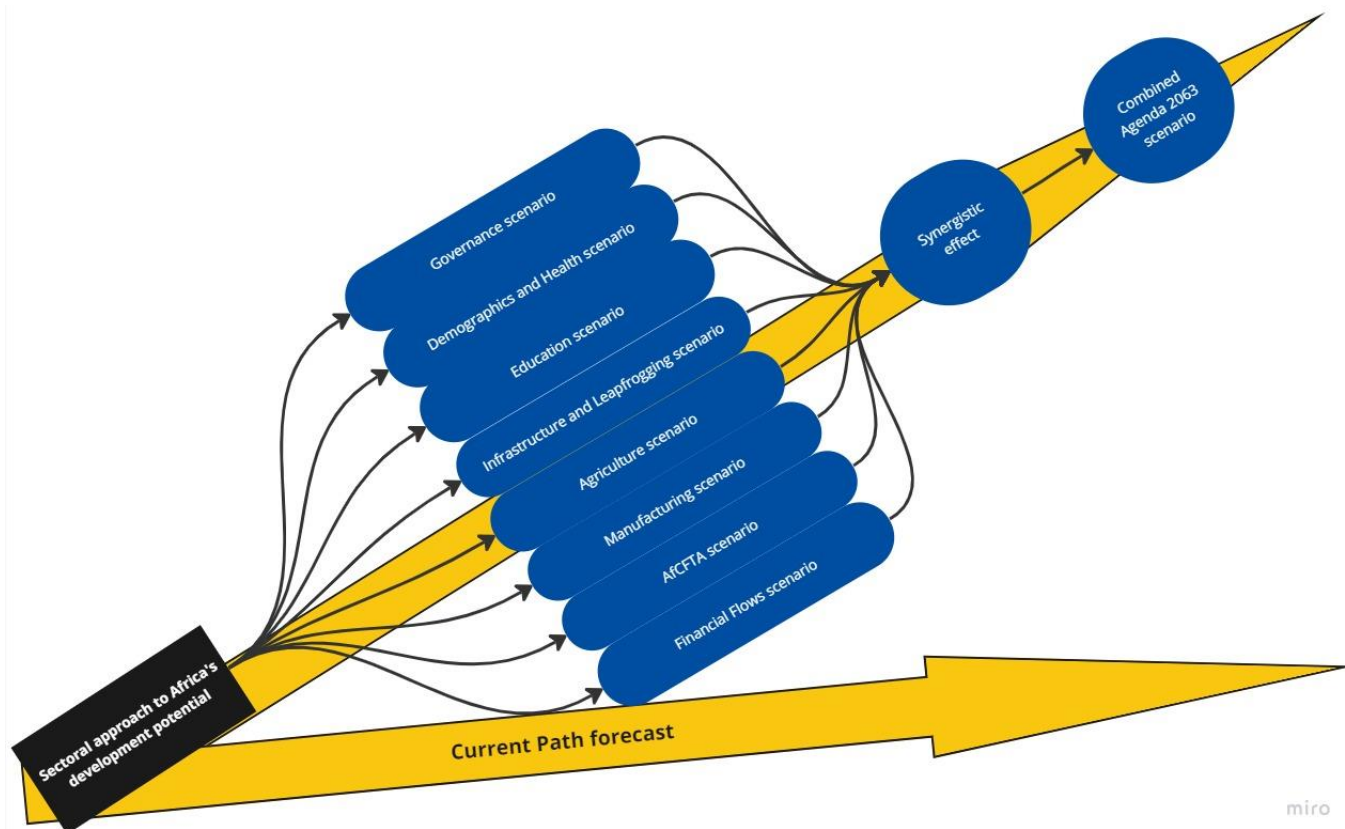 Combined
Agenda 2063
scenario
Synergistic
effect
Governance scenario
Demographics and Health scenario
Education scenario
Infrastructure and Leapfrogging scenario
Agriculture scenario
Manufacturing scenario
AfCFTA scenario
Financial Flows scenario
Sectoral approach to Africa's
development potential
Current Path forecast
miro